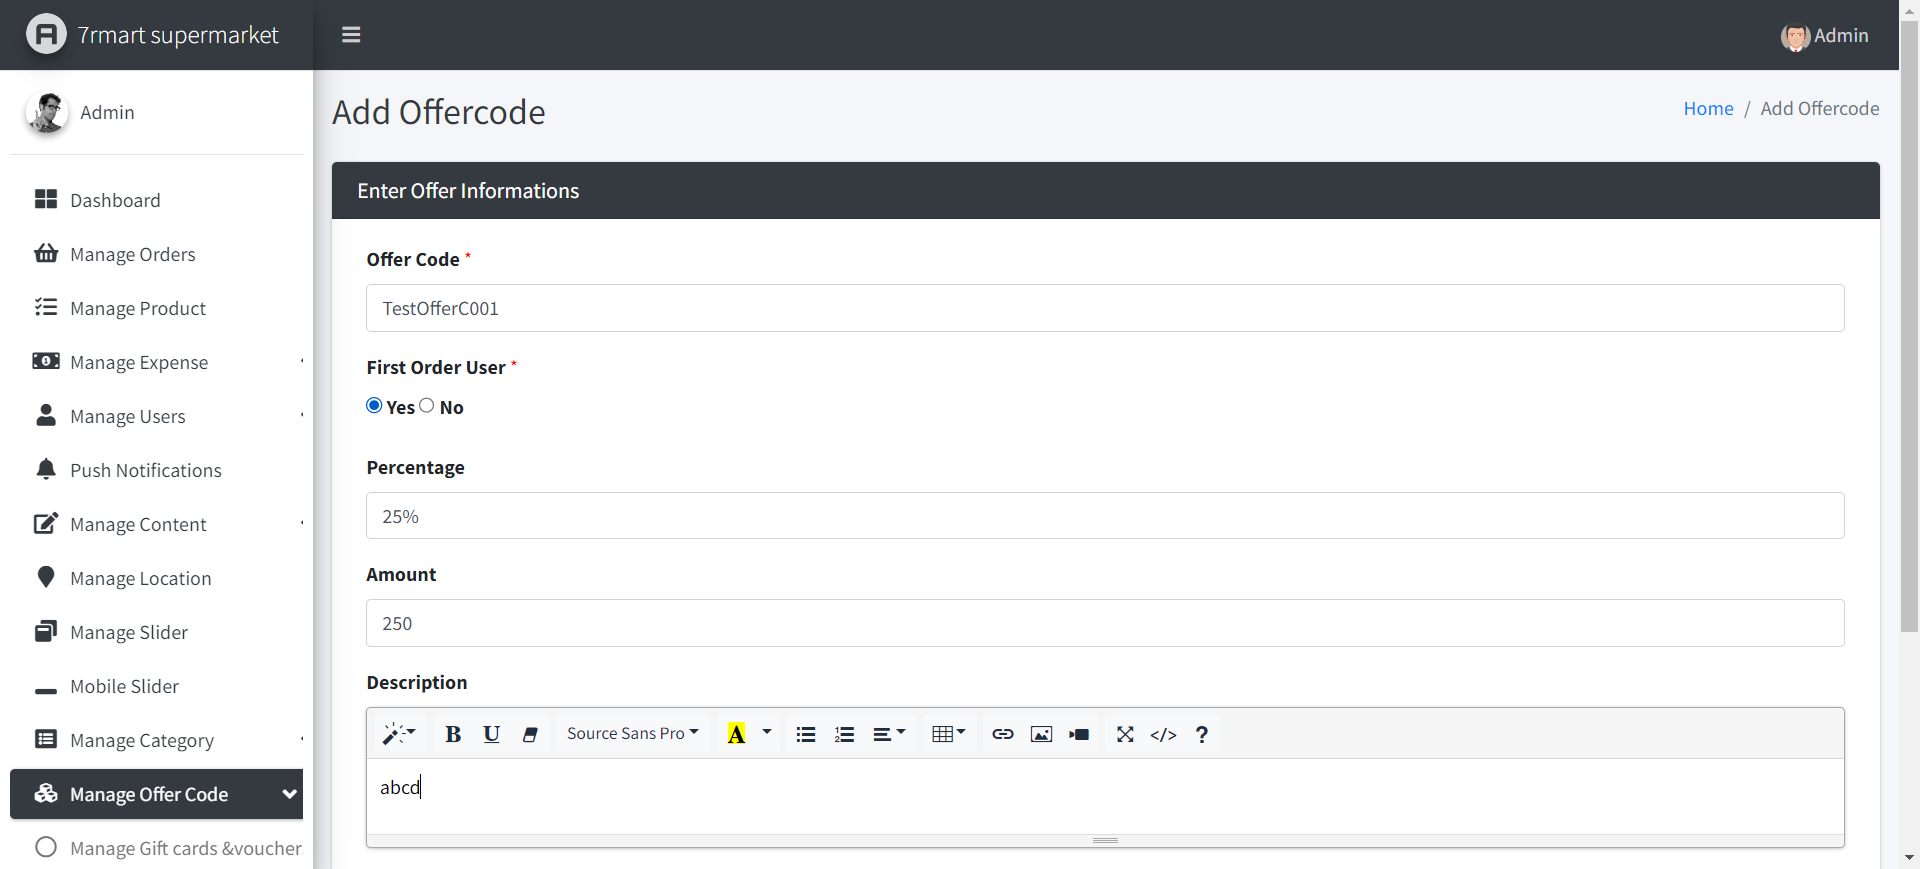 7rmart supermarket
Admin
Admin
Add Offercode
Home / Add Offercode
Dashboard
Manage Orders
Manage Product
Manage Expense
Manage Users
Push Notifications
Manage Content
Manage Location
Manage Slider
Mobile Slider
Manage Category
Manage Offer Code
Manage Gift cards &voucher
Enter Offer Informations
Offer Code *
TestOfferC001
First Order User *
Yes No
Percentage
25%
Amount
250
Description
B U Source Sans Pro A </> ?
abcd